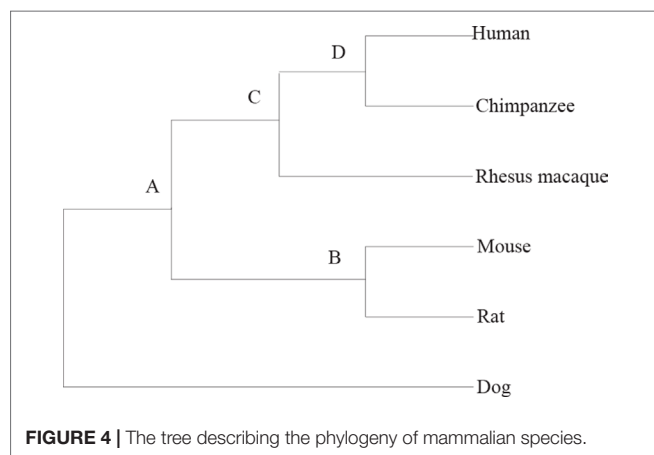 Human
D
C
Chimpanzee
A
Rhesus macaque
Mouse
B
Rat
Dog
FIGURE 4 | The tree describing the phylogeny of mammalian species.